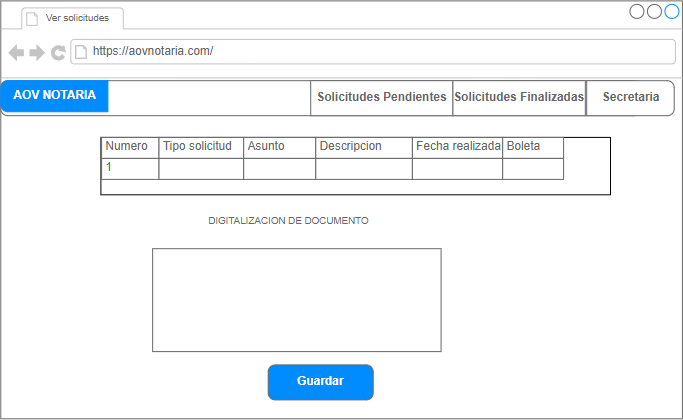 Ver solicitudes
https://aovnotaria.com/
AOV NOTARIA
Solicitudes Pendientes
Solicitudes Finalizadas
Secretaria
Numero Tipo solicitud Asunto Descripcion Fecha realizada Boleta
1
DIGITALIZACION DE DOCUMENTO
Guardar